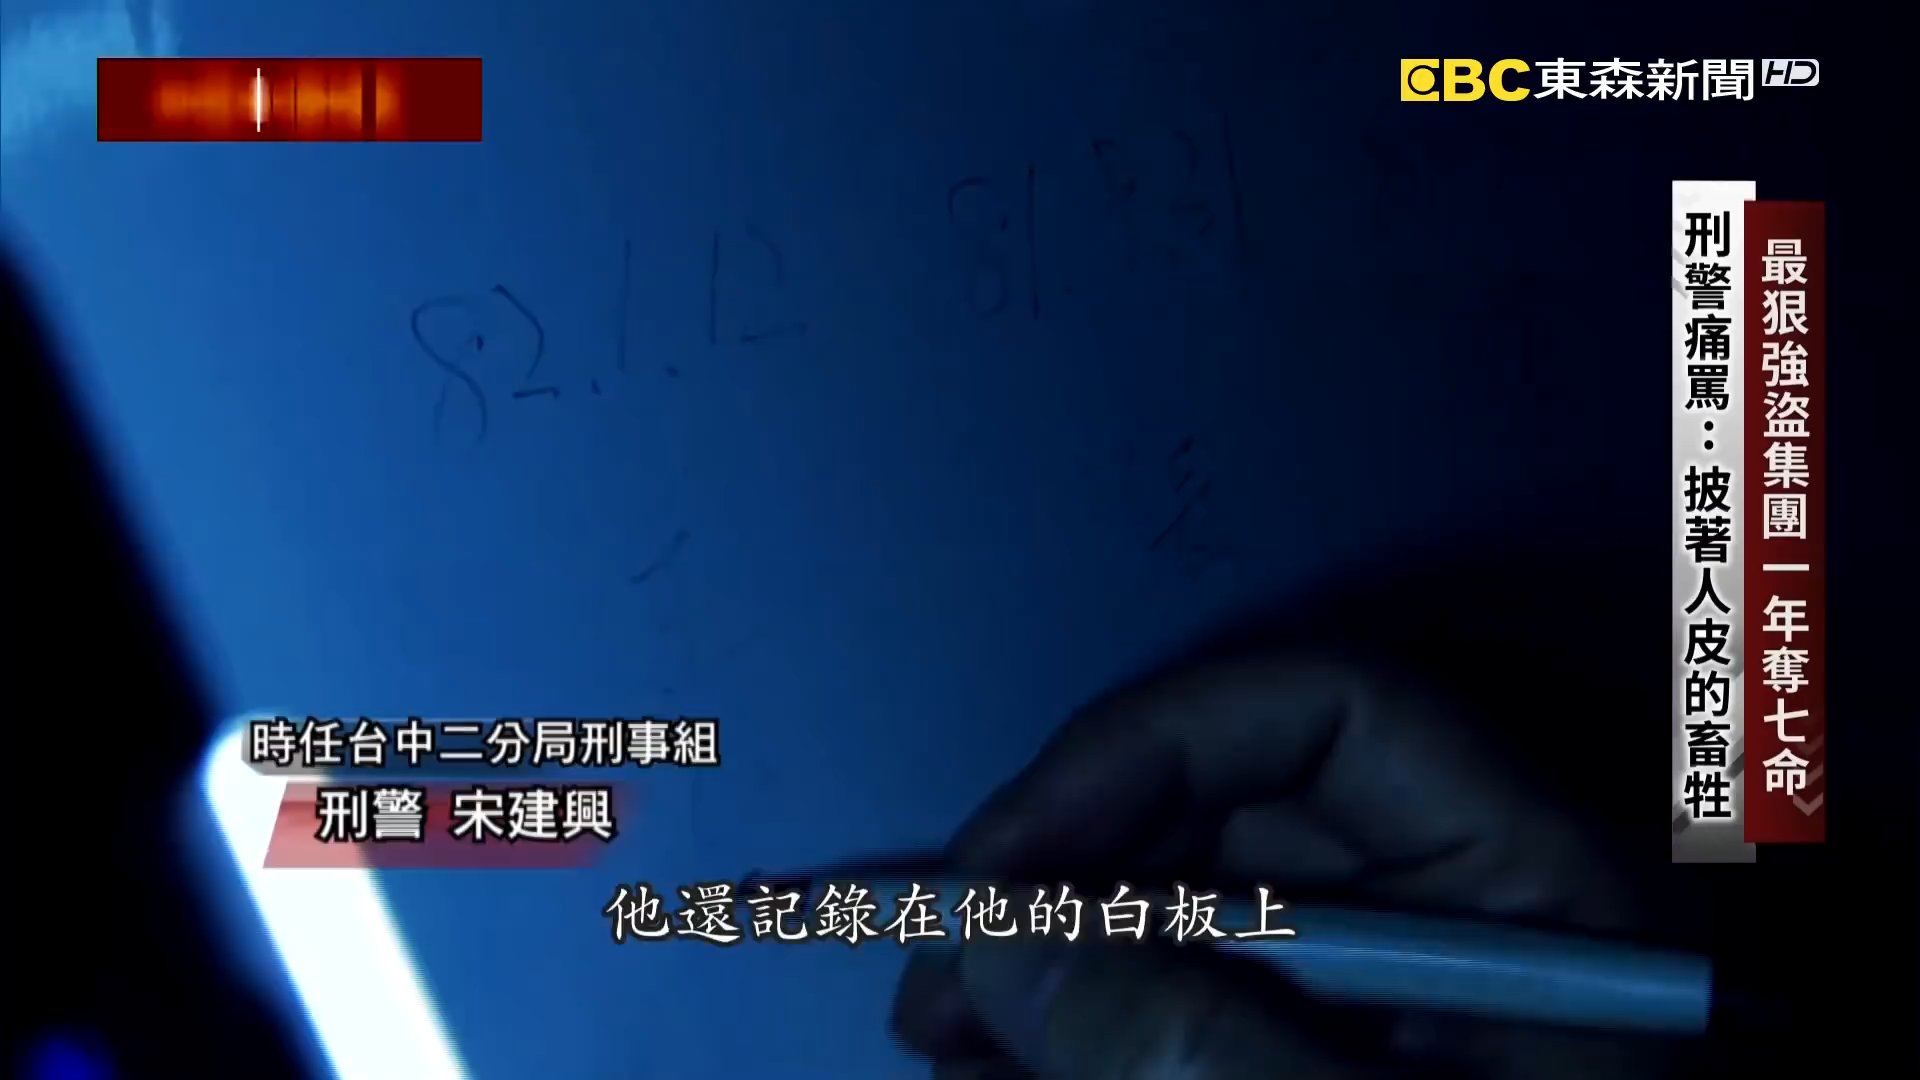 EBC東森新聞HD
最狠強盜集團一年奪七命
刑警痛罵：披著人皮的畜牲
82.1.12
時任台中二分局刑事組
刑警 宋建興
他還記錄在他的白板上